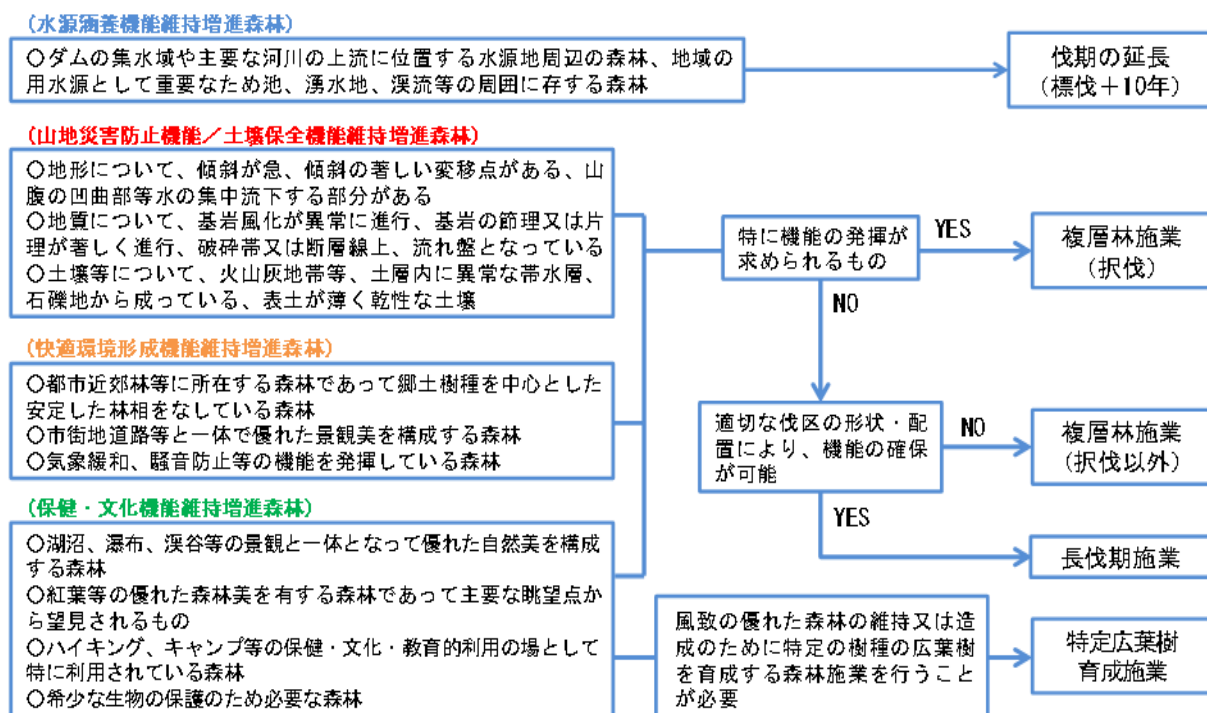 (水源涵養機能維持増進森林)
〇ダムの集水域や主要な河川の上流に位置する水源地周辺の森林、地域の
用水源として重要なため池、湧水地、渓流等の周囲に存する森林
伐期の延長
(標伐+10年)
(山地災害防止機能/土壌保全機能維持増進森林)
〇地形について、傾斜が急、傾斜の著しい変移点がある、山
腹の凹曲部等水の集中流下する部分がある
〇地質について、基岩風化が異常に進行、基岩の節理又は片
理が著しく進行、破砕帯又は断層線上、流れ盤となっている
〇土壌等について、火山灰地帯等、土層内に異常な帯水層、
石礫地から成っている、表土が薄く乾性な土壌
特に機能の発揮が
求められるもの
YES
複層林施業
(択伐)
NO
(快適環境形成機能維持増進森林)
〇都市近郊林等に所在する森林であって郷土樹種を中心とした
安定した林相をなしている森林
〇市街地道路等と一体で優れた景観美を構成する森林
〇気象緩和、騒音防止等の機能を発揮している森林
適切な伐区の形状・配
置により、機能の確保
が可能
NO
複層林施業
(択伐以外)
YES
長伐期施業
(保健・文化機能維持増進森林)
〇湖沼、瀑布、渓谷等の景観と一体となって優れた自然美を構成
する森林
〇紅葉等の優れた森林美を有する森林であって主要な眺望点か
ら望見されるもの
〇ハイキング、キャンプ等の保健・文化・教育的利用の場として
特に利用されている森林
〇希少な生物の保護のため必要な森林
風致の優れた森林の維持又は造
成のために特定の樹種の広葉樹
を育成する森林施業を行うこと
が必要
特定広葉樹
育成施業